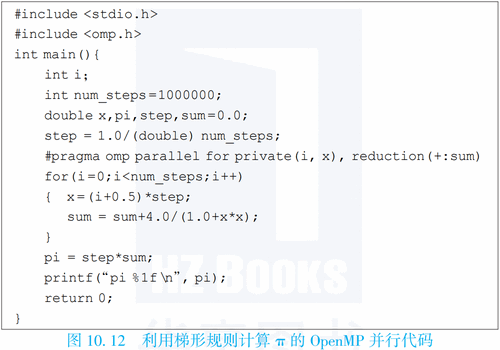 #include <stdio.h>
#include <omp.h>
int main(){
int i;
int num_steps=1000000;
double x,pi,step,sum=0.0;
step = 1.0/(double) num_steps;
#pragma omp parallel for private(i, x), reduction(+:sum)
for(i=0;i<num_steps;i++)
{ x=(i+0.5)*step;
sum = sum+4.0/(1.0+x*x);
}
pi = step*sum;
printf(“pi %1f \n”, pi);
return 0;
}
HZ BOOKS
图 10.12 利用梯形规则计算 π 的 OpenMP 并行代码